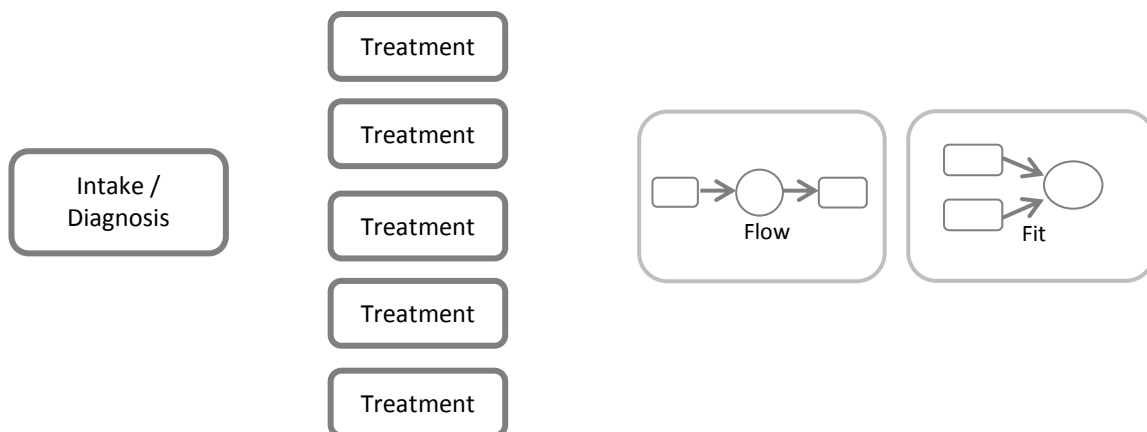 Treatment
Treatment
Intake /
Diagnosis
Treatment
Treatment
Treatment
Flow
Fit